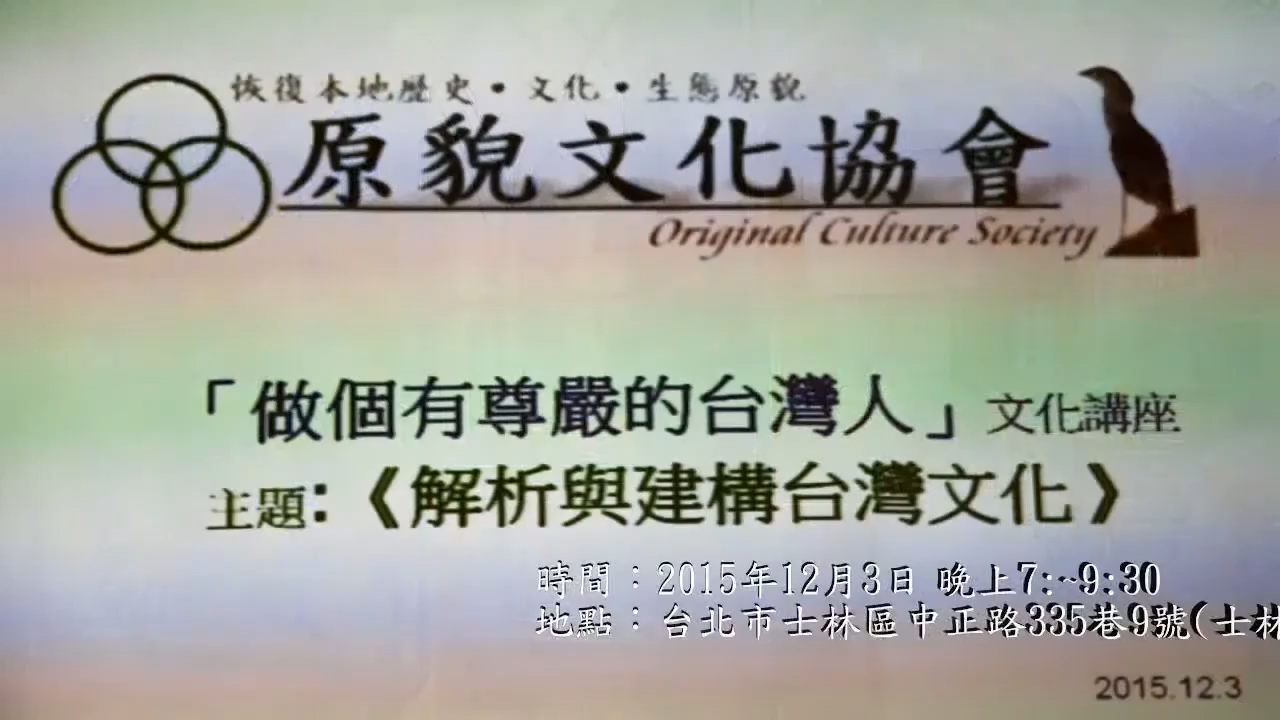 恢復本地歷史•文化•生態原貌
原貌文化協會
Original Culture Society
「做個有尊嚴的台灣人」文化講座
主題:《解析與建構台灣文化》
時間：2015年12月3日 晚上7:~9:30
地點：台北市士林區中正路335巷9號(士林
2015.12.3